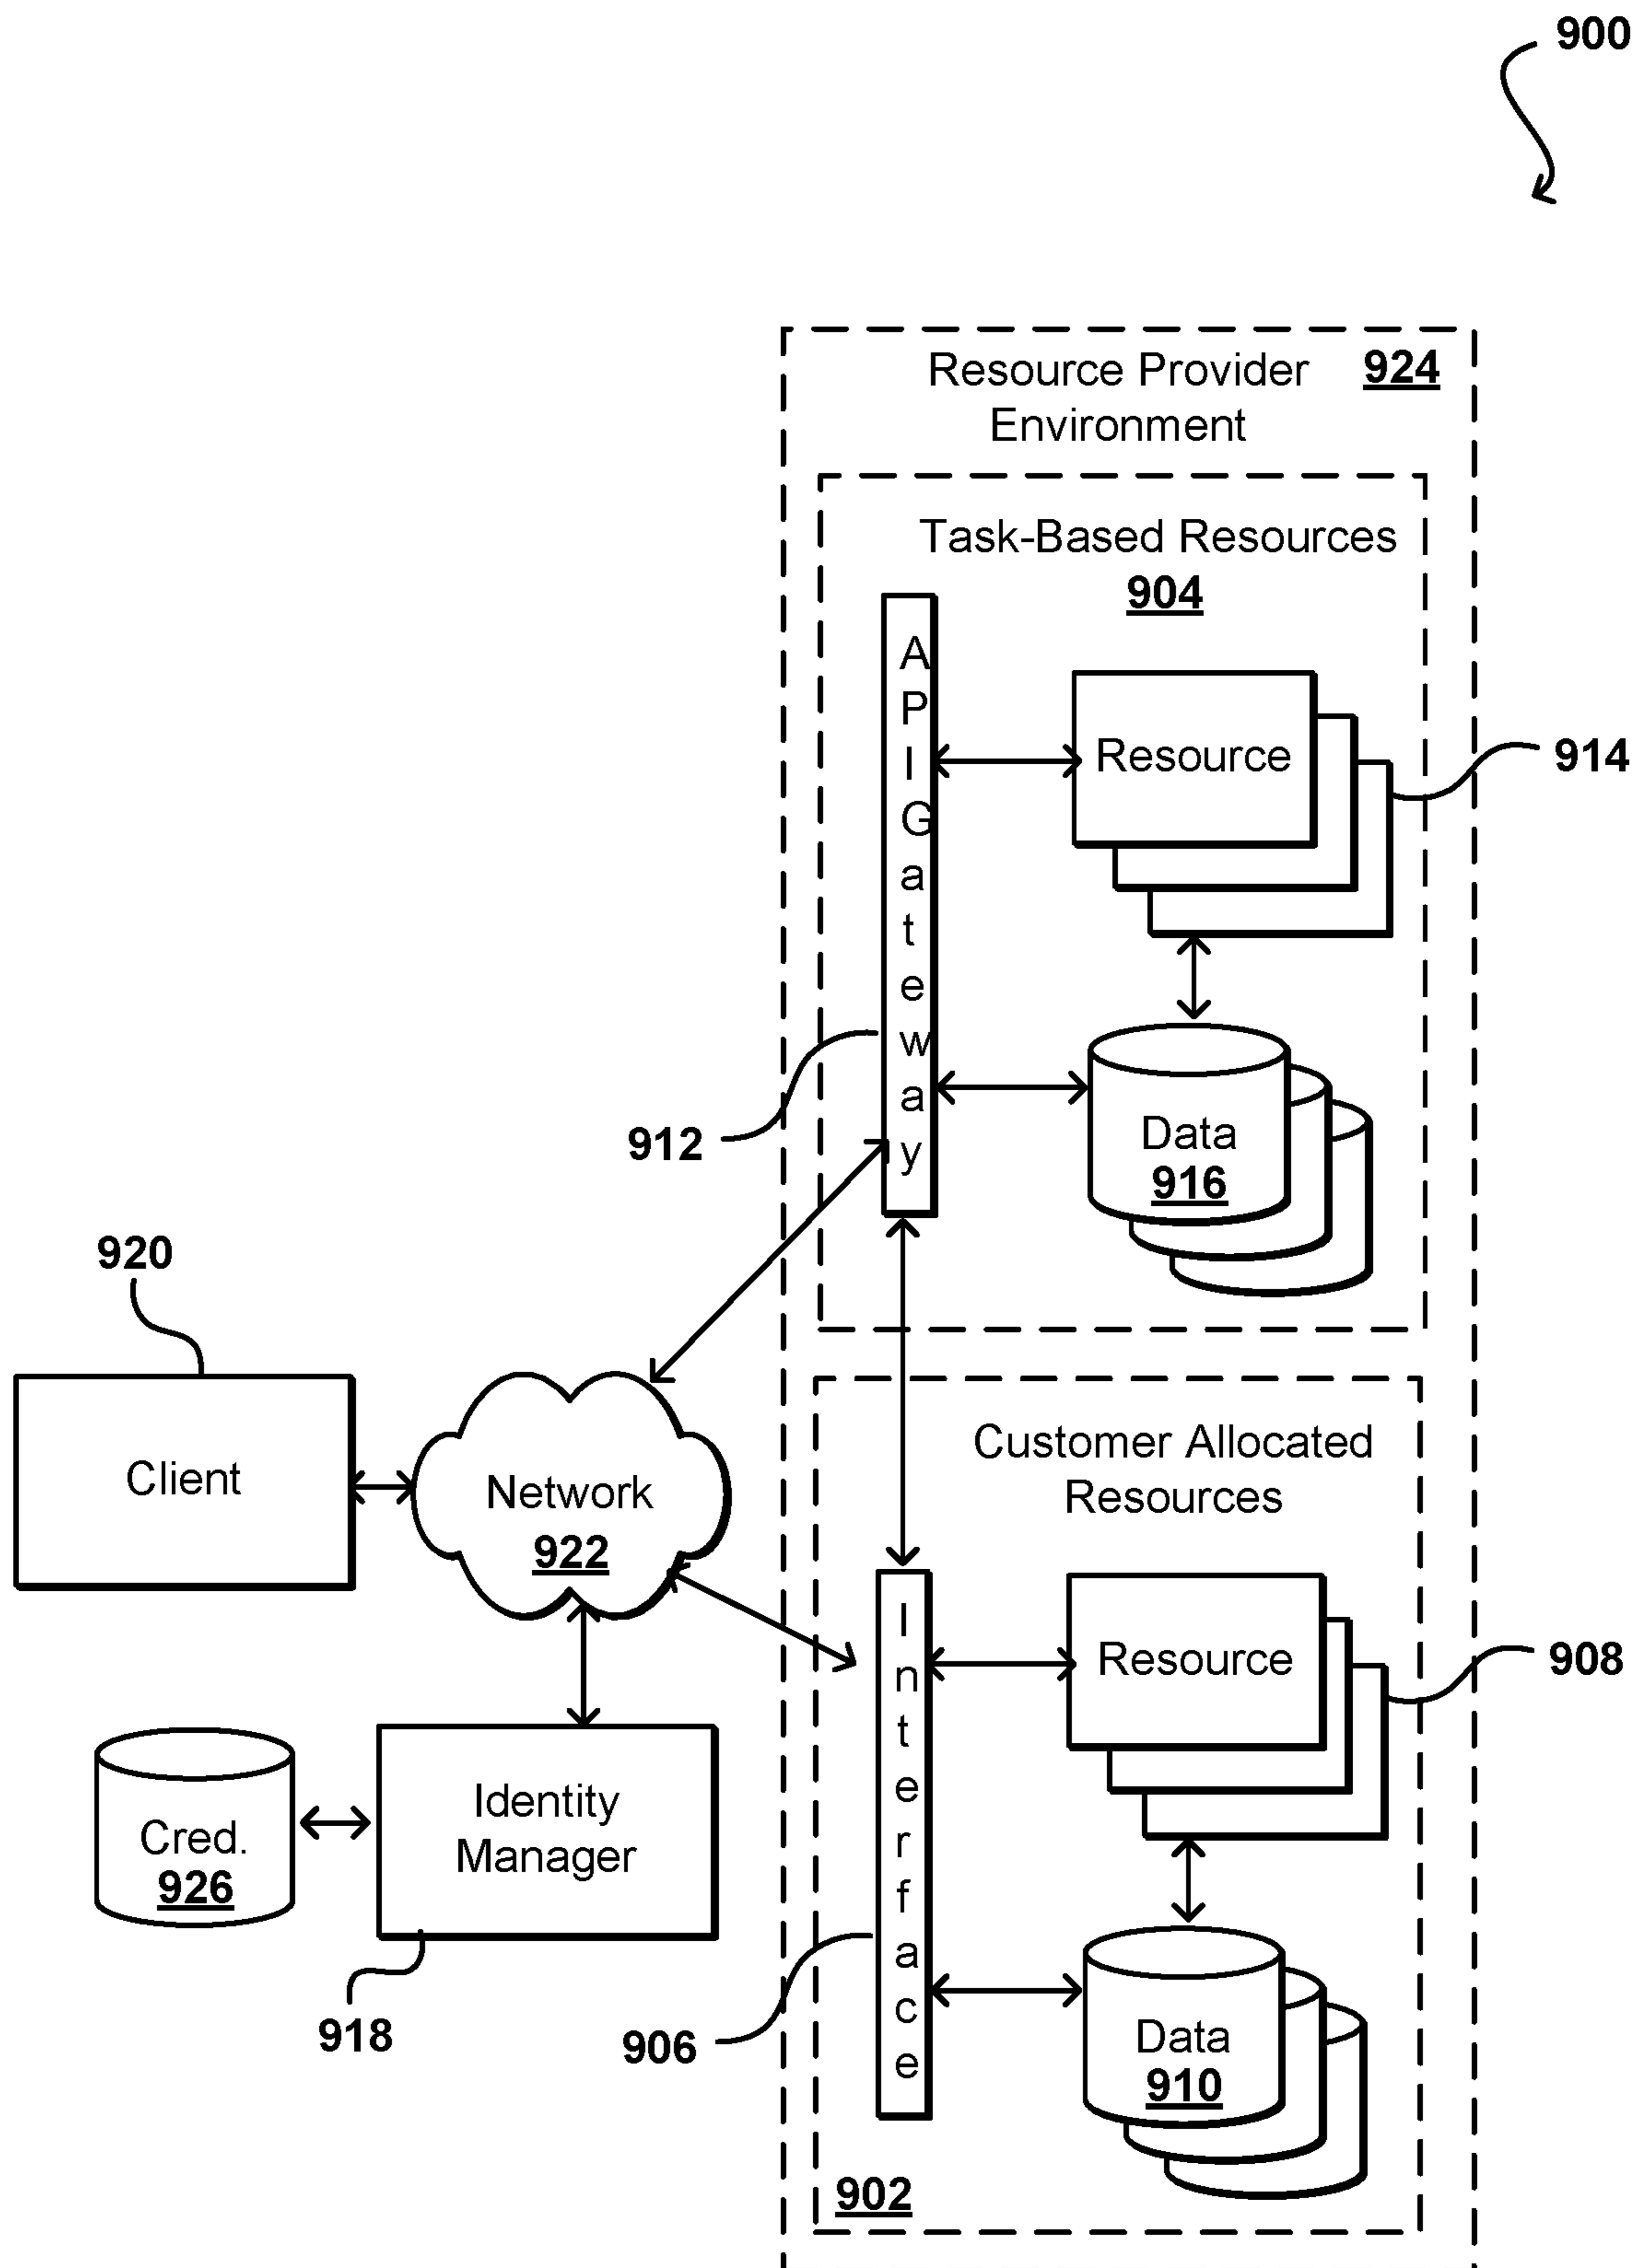 900
Resource Provider
Environment
924
Task-Based Resources
904
API Gateway
Resource
914
912
Data
916
920
Client
Network
922
Customer Allocated
Resources
Interface
Resource
908
Identity
Manager
Cred.
926
918
906
Data
910
902